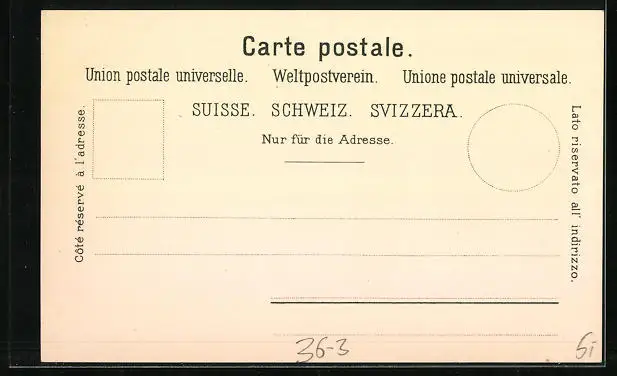 Carte postale.
Union postale universelle. Weltpostverein. Unione postale universale.
SUISSE. SCHWEIZ. SVIZZERA.
Nur für die Adresse.
Côté réservé à l'adresse.
Lato riservato all' indirizzo.
36-3